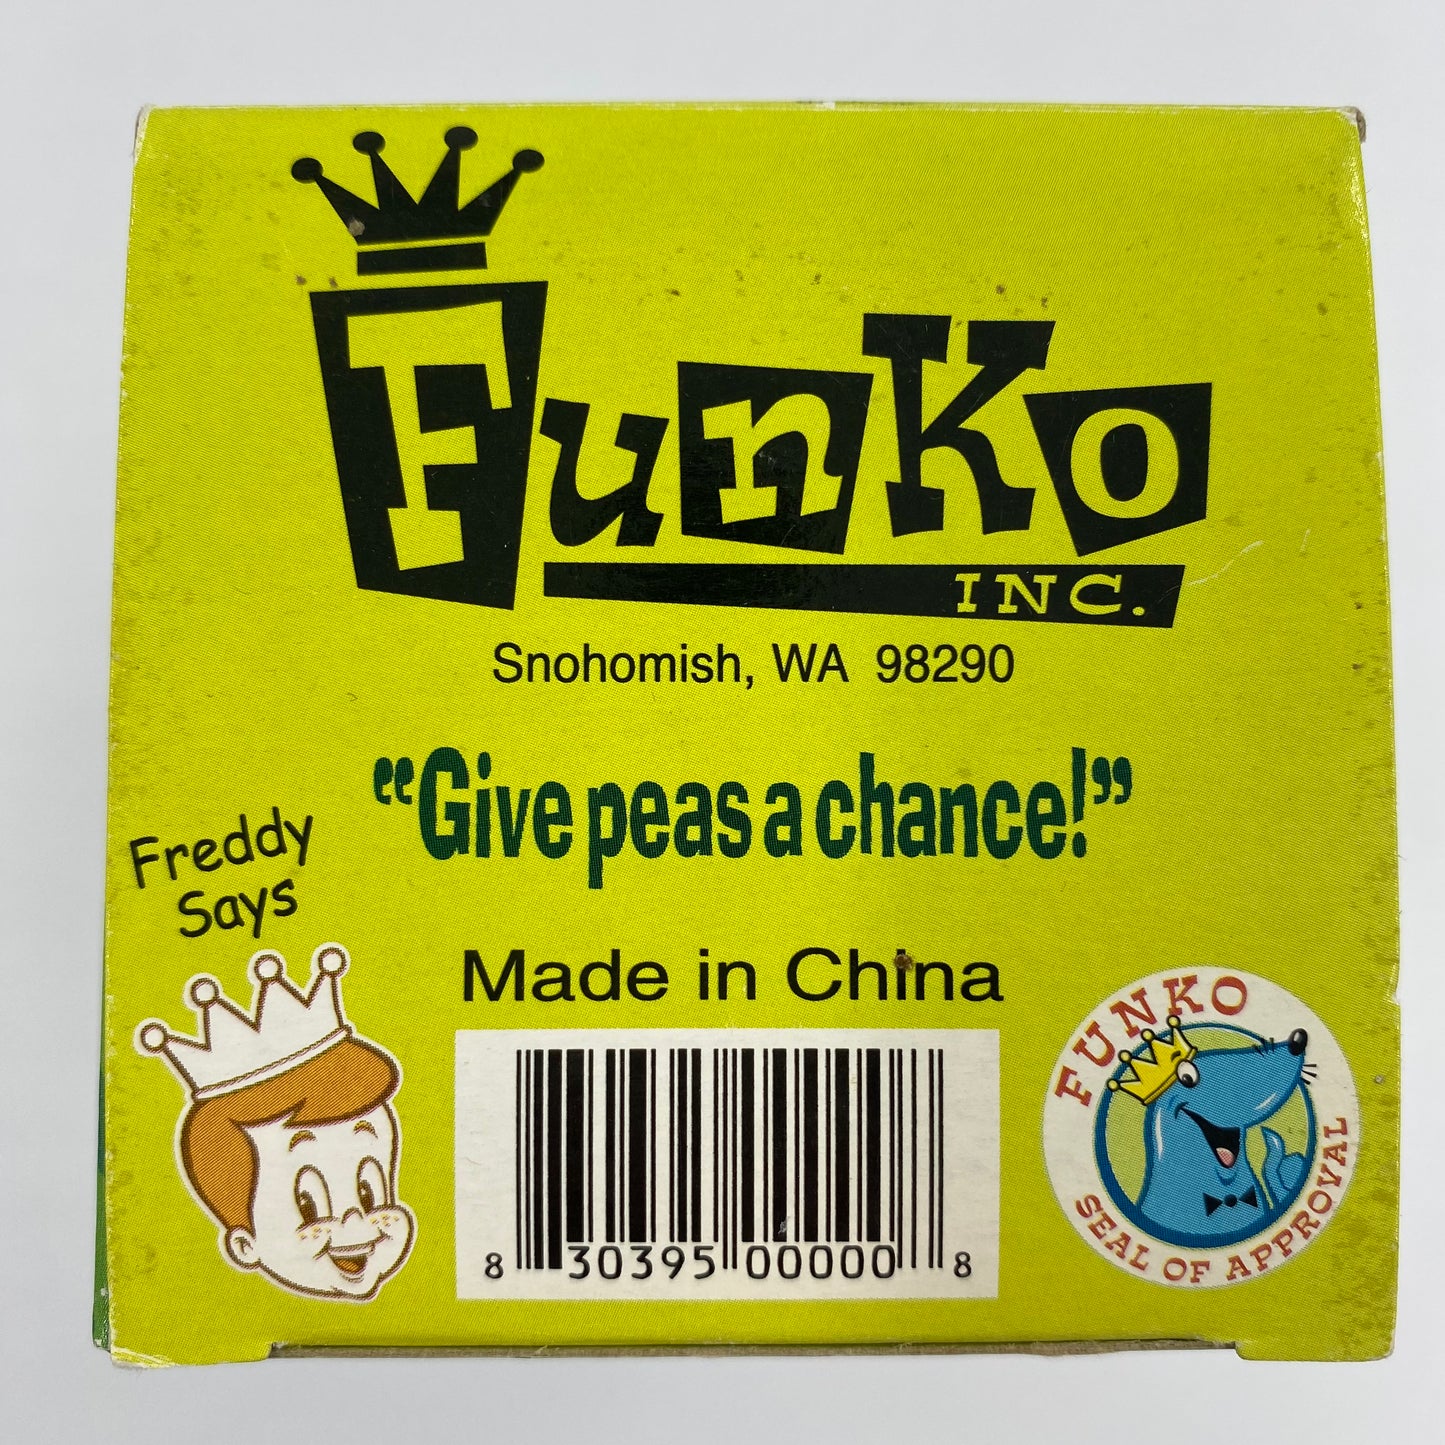 Funko
INC.
Snohomish, WA 98290
“Give peas a chance!”
Freddy
Says
Made in China
8 30395 00000 8
FUNKO
SEAL OF APPROVAL